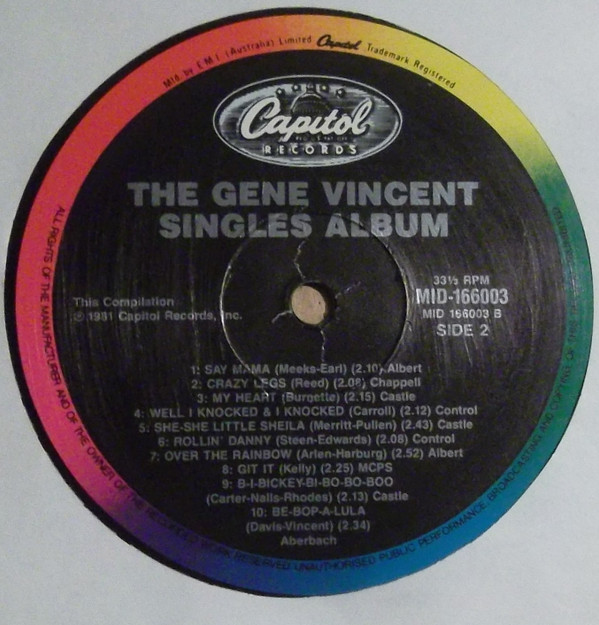 Mfd. by E.M.I. (Australia) Limited Capitol Trademark Registered
Capitol
RECORDS
THE GENE VINCENT
SINGLES ALBUM
33⅓ RPM
MID-166003
MID 166003 B
SIDE 2
This Compilation
℗ 1981 Capitol Records, Inc.
1: SAY MAMA (Meeks-Earl) (2.10) Albert
2: CRAZY LEGS (Reed) (2.08) Chappell
3: MY HEART (Burnette) (2.15) Castle
4: WELL I KNOCKED & I KNOCKED (Carroll) (2.12) Control
5: SHE-SHE LITTLE SHEILA (Merritt-Pullen) (2.43) Castle
6: ROLLIN' DANNY (Steen-Edwards) (2.08) Control
7: OVER THE RAINBOW (Arlen-Harburg) (2.52) Albert
8: GIT IT (Kelly) (2.25) MCPS
9: B-I-BICKEY-BI-BO-BO-BOO
(Carter-Nalls-Rhodes) (2.13) Castle
10: BE-BOP-A-LULA
(Davis-Vincent) (2.34)
Aberbach
ALL RIGHTS OF THE MANUFACTURER AND OF THE OWNER OF THE RECORDED WORK RESERVED UNAUTHORISED PUBLIC PERFORMANCE BROADCASTING AND COPYING OF THIS